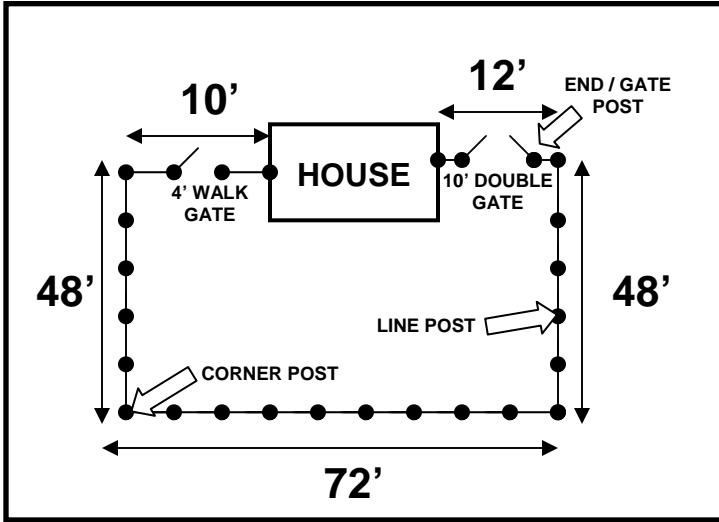 10’
12’
END / GATE
POST
HOUSE
4’ WALK
GATE
10’ DOUBLE
GATE
48’
48’
LINE POST
CORNER POST
72’